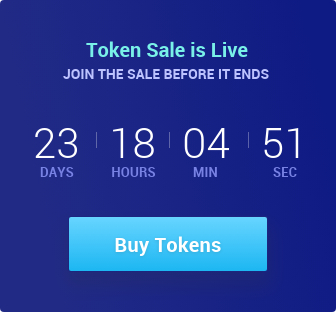 Token Sale is Live
JOIN THE SALE BEFORE IT ENDS
23 18 04 51
DAYS HOURS MIN SEC
Buy Tokens